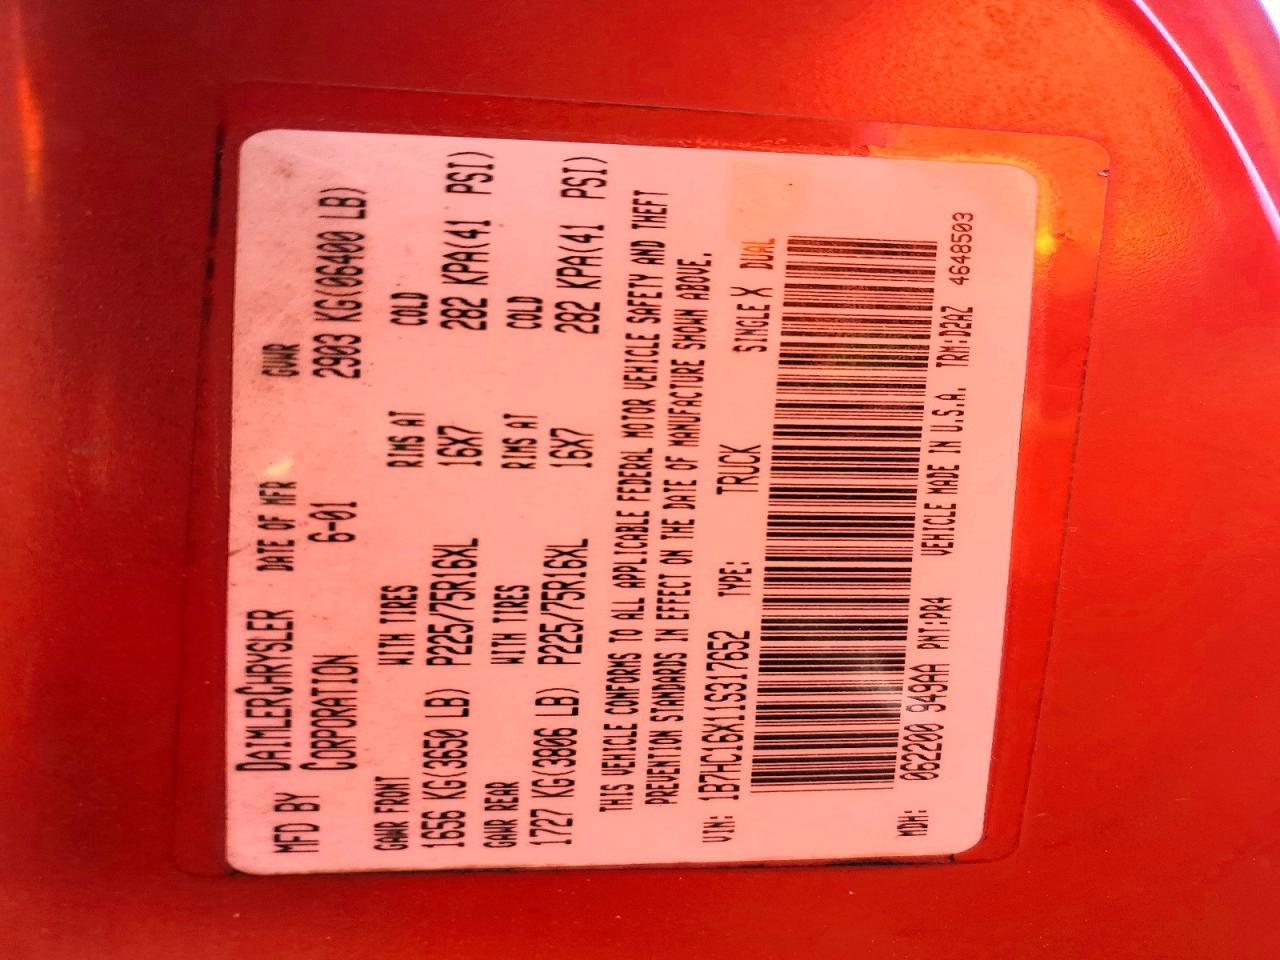 MFD BY DAIMLERCHRYSLER DATE OF MFR GVWR
CORPORATION 6-01 2903 KG(06400 LB)
GAWR FRONT WITH TIRES RIMS AT COLD
1656 KG(3650 LB) P225/75R16XL 16X7 282 KPA(41 PSI)
GAWR REAR WITH TIRES RIMS AT COLD
1727 KG(3806 LB) P225/75R16XL 16X7 282 KPA(41 PSI)
THIS VEHICLE CONFORMS TO ALL APPLICABLE FEDERAL MOTOR VEHICLE SAFETY AND THEFT
PREVENTION STANDARDS IN EFFECT ON THE DATE OF MANUFACTURE SHOWN ABOVE.
VIN: 1B7HC16X11S317652 TYPE: TRUCK SINGLE X DUAL
MDH: 062200 949AA PNT:PR4 VEHICLE MADE IN U.S.A. TRM:D2AZ 4648503